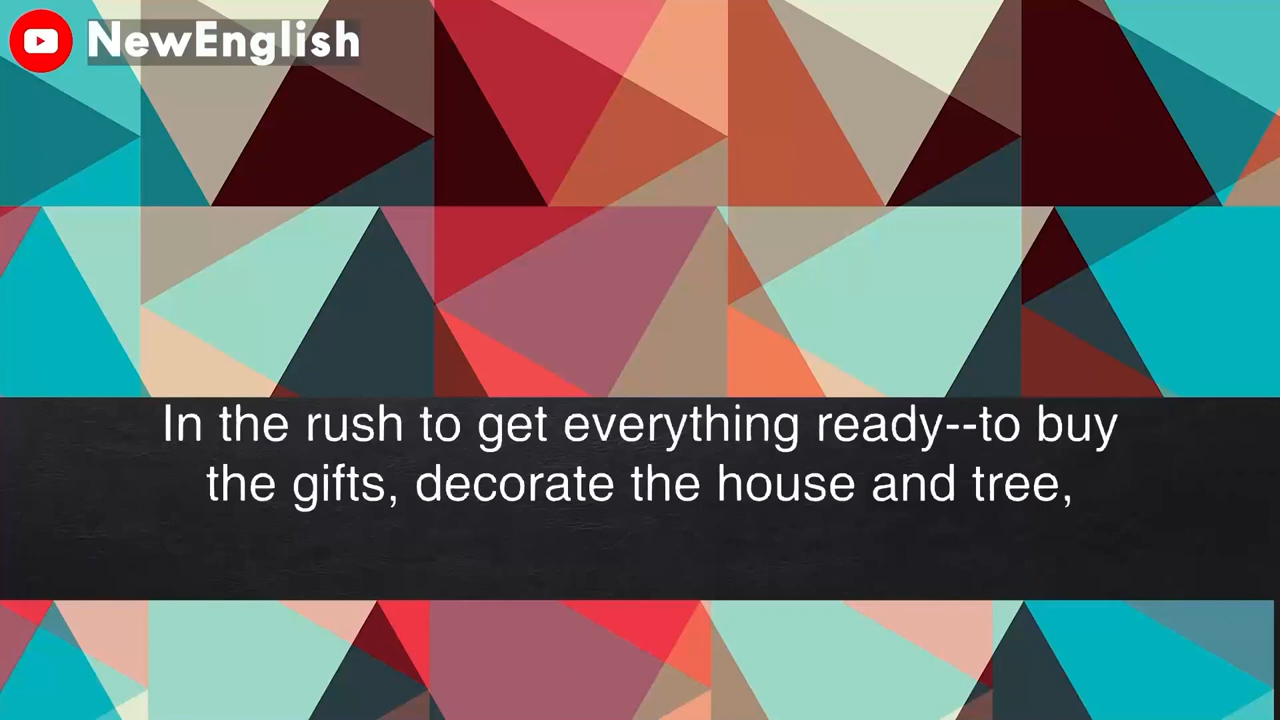 NewEnglish
In the rush to get everything ready--to buy
the gifts, decorate the house and tree,